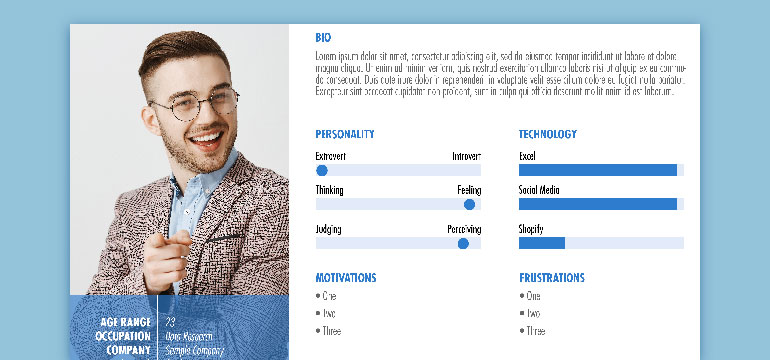 BIO
Lorem ipsum dolor sit amet, consectetur adipiscing elit, sed do eiusmod tempor incididunt ut labore et dolore
magna aliqua. Ut enim ad minim veniam, quis nostrud exercitation ullamco laboris nisi ut aliquip ex ea commo-
do consequat. Duis aute irure dolor in reprehenderit in voluptate velit esse cillum dolore eu fugiat nulla pariatur.
Excepteur sint occaecat cupidatat non proident, sunt in culpa qui officia deserunt mollit anim id est laborum.
PERSONALITY
Extrovert Introvert
Thinking Feeling
Judging Perceiving
TECHNOLOGY
Excel
Social Media
Shopify
MOTIVATIONS
• One
• Two
• Three
FRUSTRATIONS
• One
• Two
• Three
AGE RANGE 23
OCCUPATION Data Research
COMPANY Sample Company